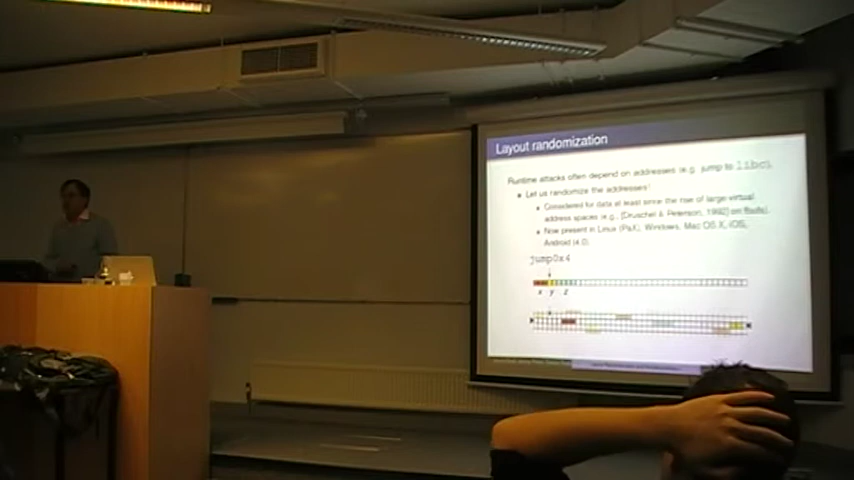 Layout randomization
Runtime attacks often depend on addresses (e.g. jump to libc).
Let us randomize the addresses!
Considered for data at least since the rise of large virtual
address spaces (e.g., [Druschel & Peterson, 1992] on fbufs).
Now present in Linux (PaX), Windows, Mac OS X, iOS,
Android (4.0).
jump0x4
x y z